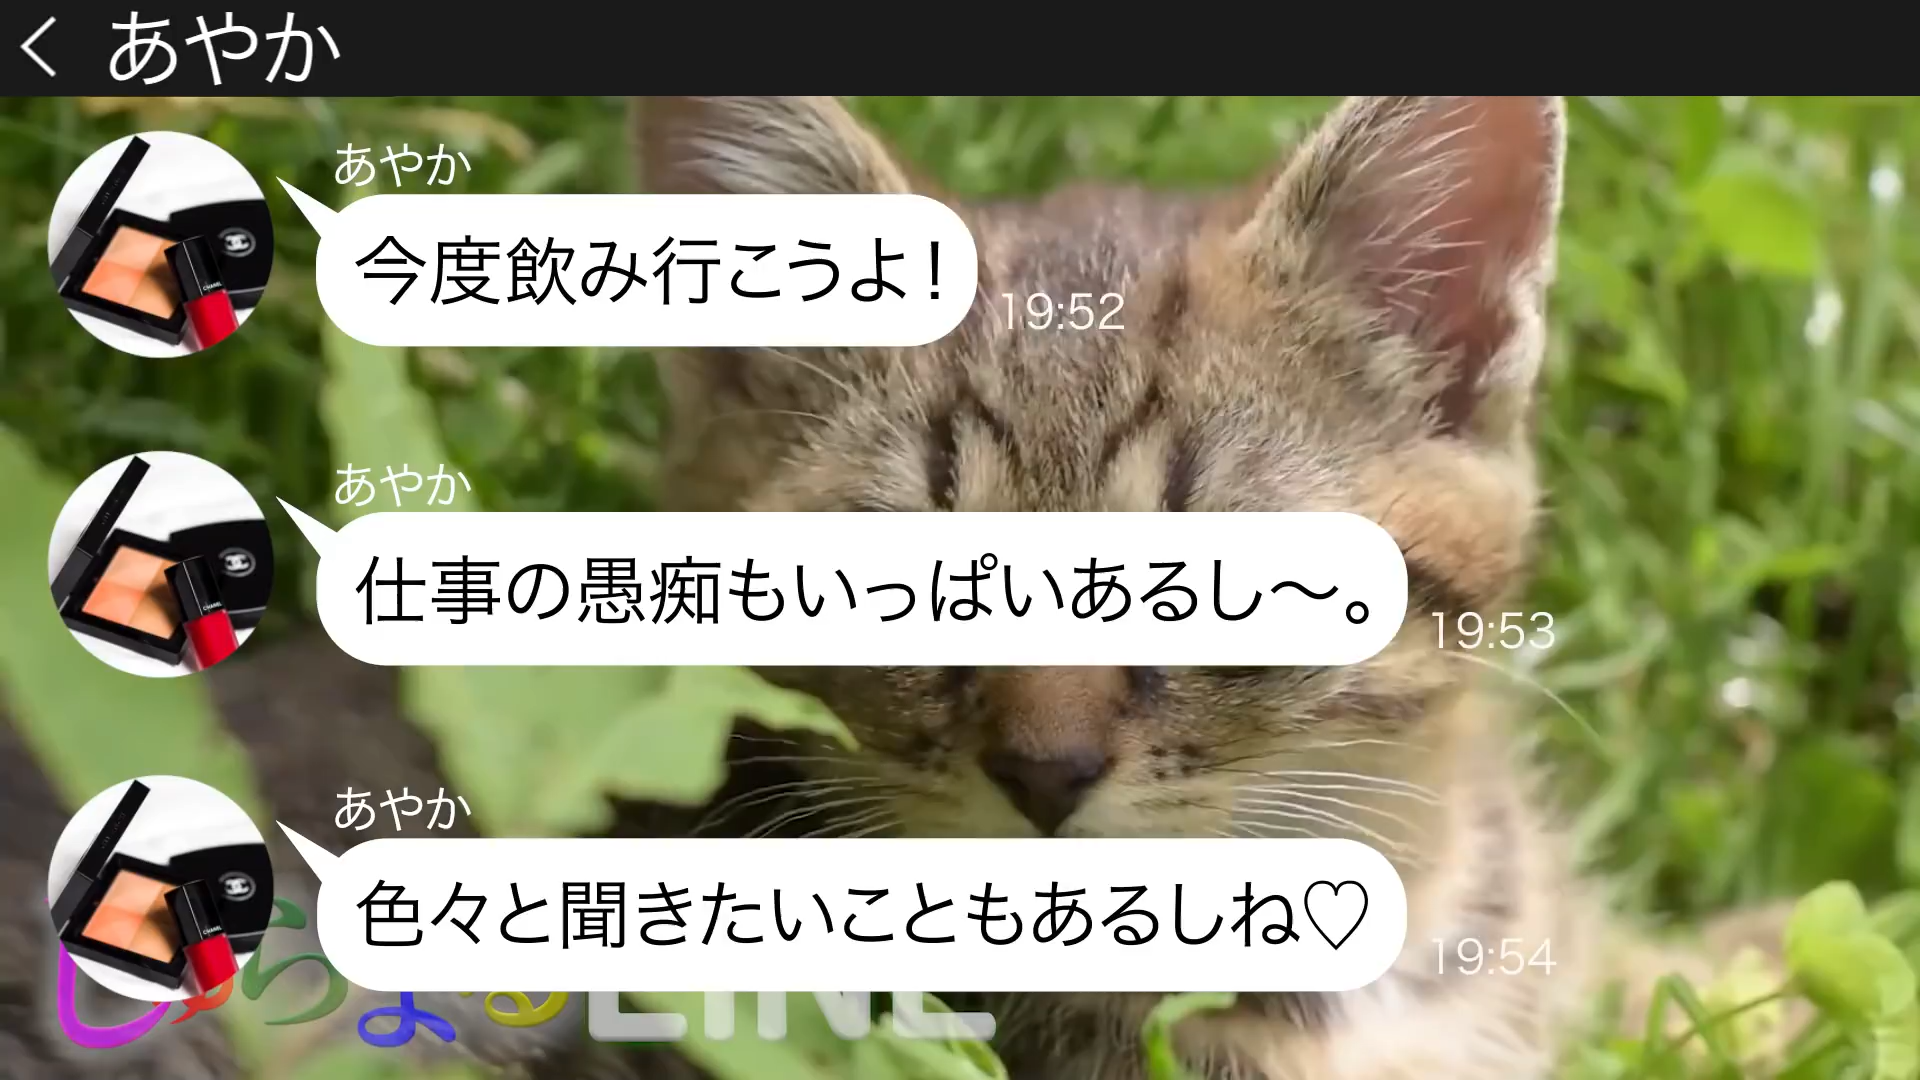 あやか
あやか
今度飲み行こうよ！
19:52
あやか
仕事の愚痴もいっぱいあるし〜。
19:53
あやか
色々と聞きたいこともあるしね♡
19:54
LINE